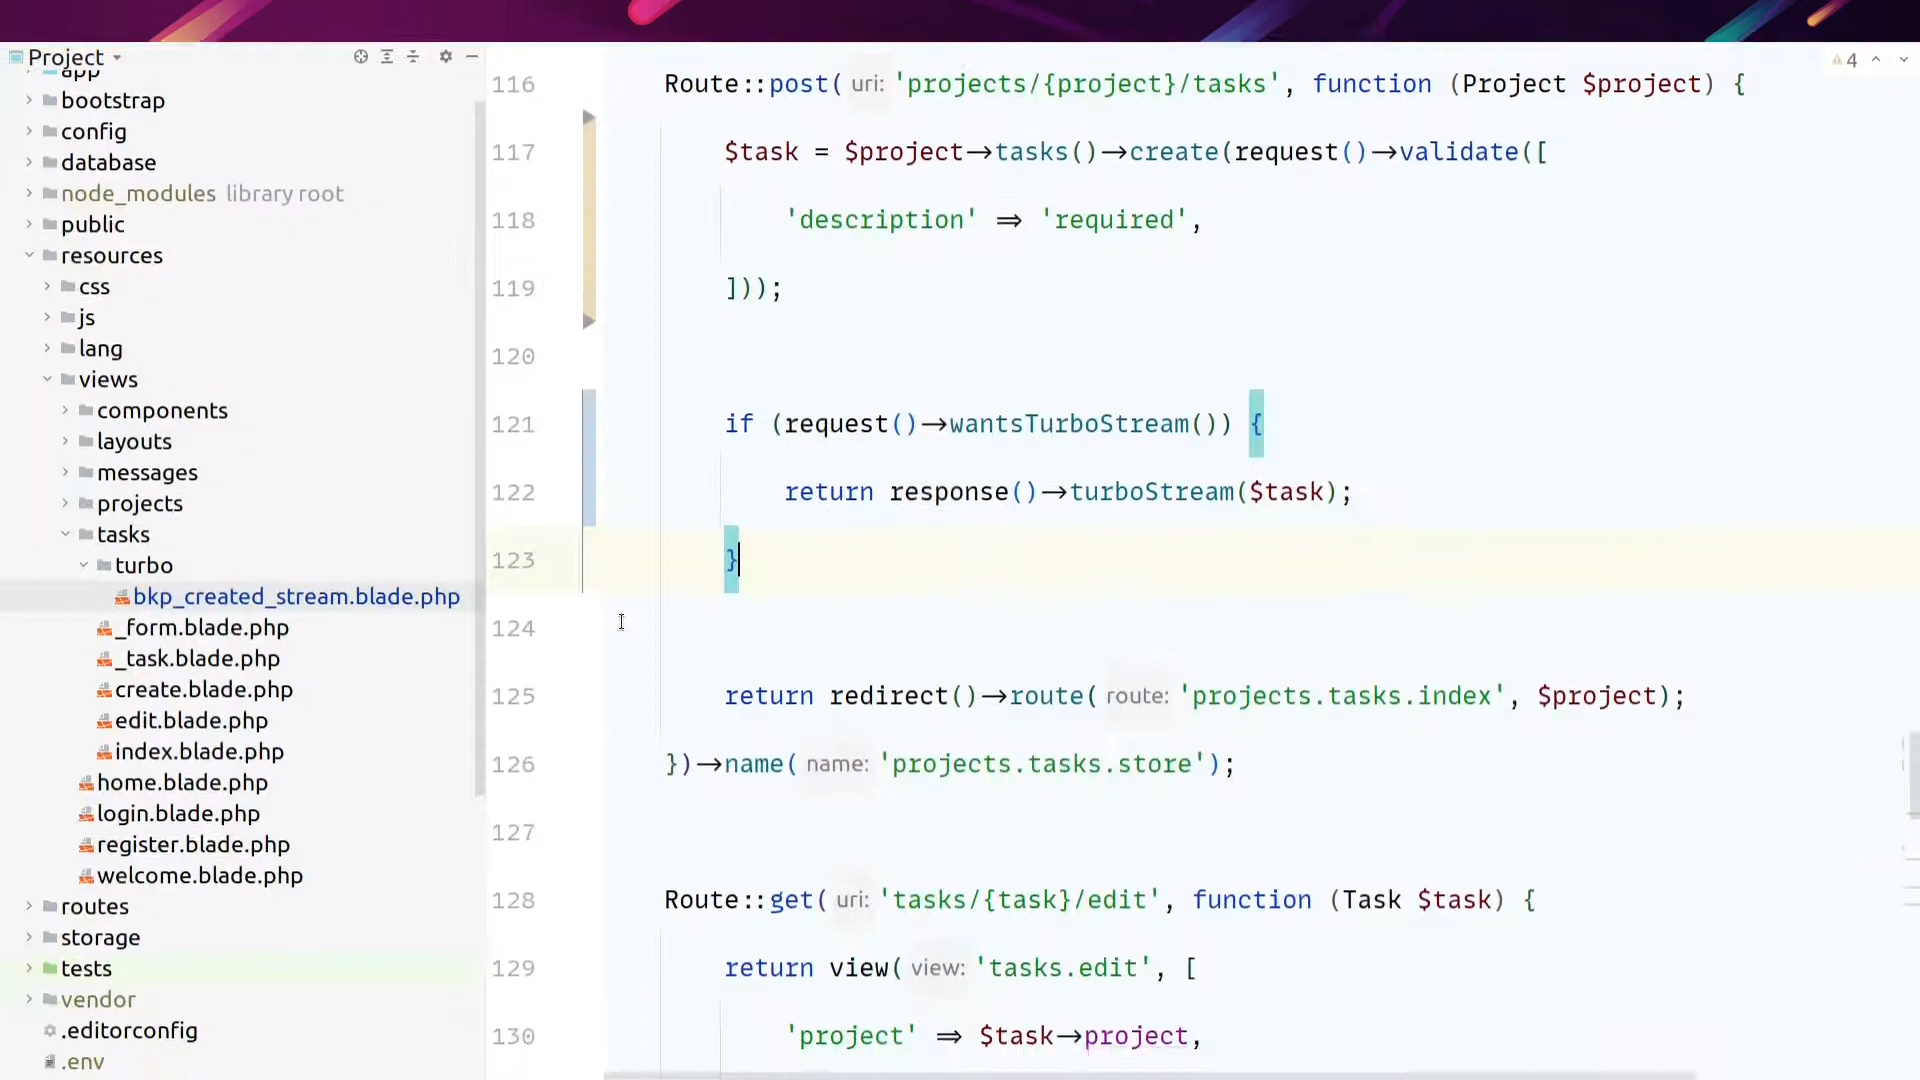 Project
app
bootstrap
config
database
node_modules library root
public
resources
css
js
lang
views
components
layouts
messages
projects
tasks
turbo
bkp_created_stream.blade.php
_form.blade.php
_task.blade.php
create.blade.php
edit.blade.php
index.blade.php
home.blade.php
login.blade.php
register.blade.php
welcome.blade.php
routes
storage
tests
vendor
.editorconfig
.env
4
116 Route::post( uri: 'projects/{project}/tasks', function (Project $project) {
117 $task = $project→tasks()→create(request()→validate([
118 'description' ⇒ 'required',
119 ]));
120
121 if (request()→wantsTurboStream()) {
122 return response()→turboStream($task);
123 }
124
125 return redirect()→route( route: 'projects.tasks.index', $project);
126 })→name( name: 'projects.tasks.store');
127
128 Route::get( uri: 'tasks/{task}/edit', function (Task $task) {
129 return view( view: 'tasks.edit', [
130 'project' ⇒ $task→project,